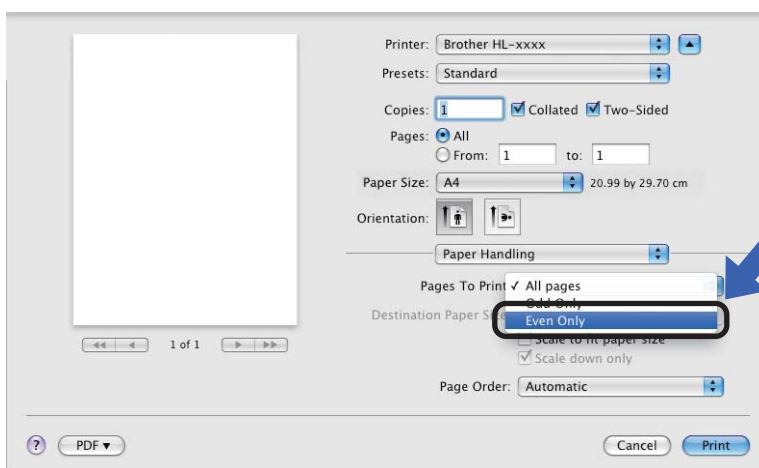 Printer: Brother HL-xxxx
Presets: Standard
Copies: 1 Collated Two-Sided
Pages: All
From: 1 to: 1
Paper Size: A4 20.99 by 29.70 cm
Orientation:
Paper Handling
Pages To Print ✓ All pages
Odd Only
Destination Paper Even Only
Scale to fit paper size
1 of 1
Scale down only
Page Order: Automatic
? PDF▼ Cancel Print